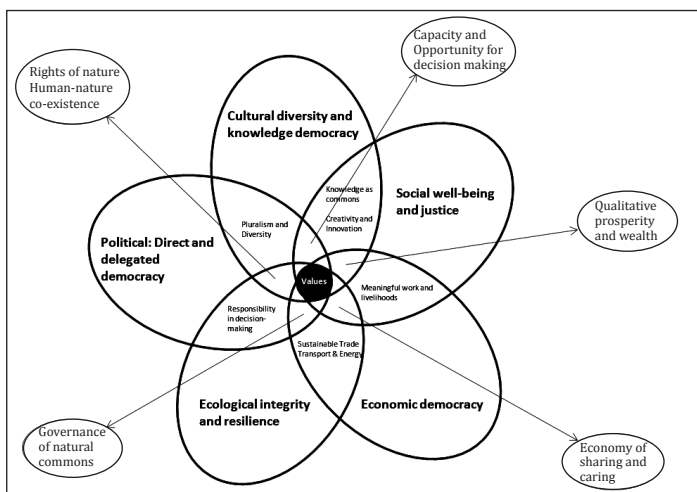 Capacity and
Opportunity for
decision making
Rights of nature
Human-nature
co-existence
Cultural diversity and
knowledge democracy
Knowledge as
commons
Creativity and
Innovation
Social well-being
and justice
Qualitative
prosperity
and wealth
Pluralism and
Diversity
Political: Direct and
delegated
democracy
Values
Meaningful work and
livelihoods
Responsibility
in decision-
making
Sustainable Trade
Transport & Energy
Ecological integrity
and resilience
Economic democracy
Governance
of natural
commons
Economy of
sharing and
caring